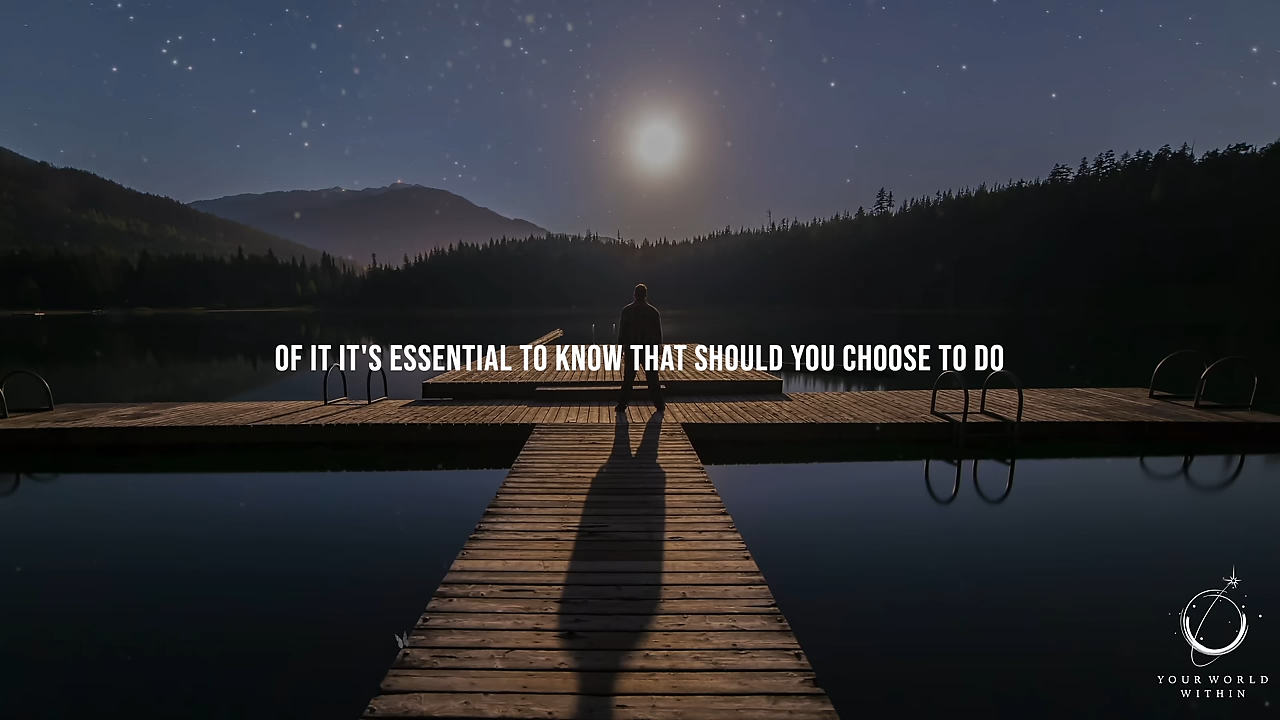 OF IT IT'S ESSENTIAL TO KNOW THAT SHOULD YOU CHOOSE TO DO
YOUR WORLD
WITHIN